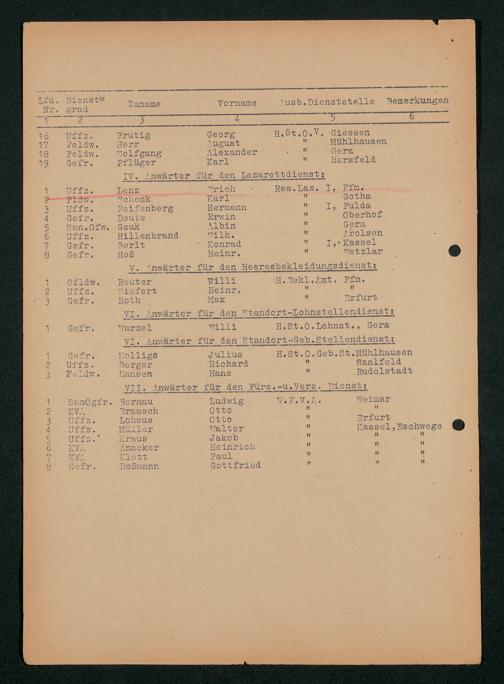 Lfd. Dienst= Zuname Vorname Ausb.Dienststelle Bemerkungen
Nr. grad
1 2 3 4 5 6
16 Uffz. Frutig Georg H.St.O.V. Giessen
17 Feldw. Herr August " Mühlhausen
18 Feldw. Wolfgang Alexander " Gera
19 Gefr. Pflüger Karl " Hersfeld
IV. Anwärter für den Lazarettdienst:
1 Uffz. Lenz Erich Res.Laz. I, Ffm.
2 Fldw. Schenk Karl " Gotha
3 Uffz. Reifenberg Hermann " I, Fulda
4 Gefr. Deute Erwin " Oberhof
5 San.Ofw. Gzuk Albin " Gera
6 Uffz. Hillenbrand Wilh. " Arolsen
7 Gefr. Berlt Konrad " I, Kassel
8 Gefr. Hoß Heinr. " Wetzlar
V. Anwärter für den Heeresbekleidungsdienst:
1 Ofldw. Reuter Willi H.Bekl.Amt. Ffm.
2 Uffz. Siefert Heinr. " "
3 Gefr. Roth Max " Erfurt
VI. Anwärter für den Standort-Lohnstellendienst:
1 Gefr. Wurzel Willi H.St.O.Lohnst., Gera
VI. Anwärter für den Standort-Geb.Stellendienst:
1 Gefr. Kolligs Julius H.St.O.Geb.St.Mühlhausen
2 Uffz. Berger Richard " Saalfeld
3 Feldw. Hansen Hans " Rudolstadt
VII. Anwärter für den Fürs.-u.Vers. Dienst:
1 SanOgfr. Bernau Ludwig W.F.V.A. Weimar
2 KVA Braasch Otto " "
3 Uffz. Lohaus Otto " Erfurt
4 Uffz. Müller Walter " Kassel,Eschwege
5 Uffz. Kraus Jakob " " "
6 KVA Anacker Heinrich " " "
7 KVA Klett Paul " " "
8 Gefr. Roßmann Gottfried " " "